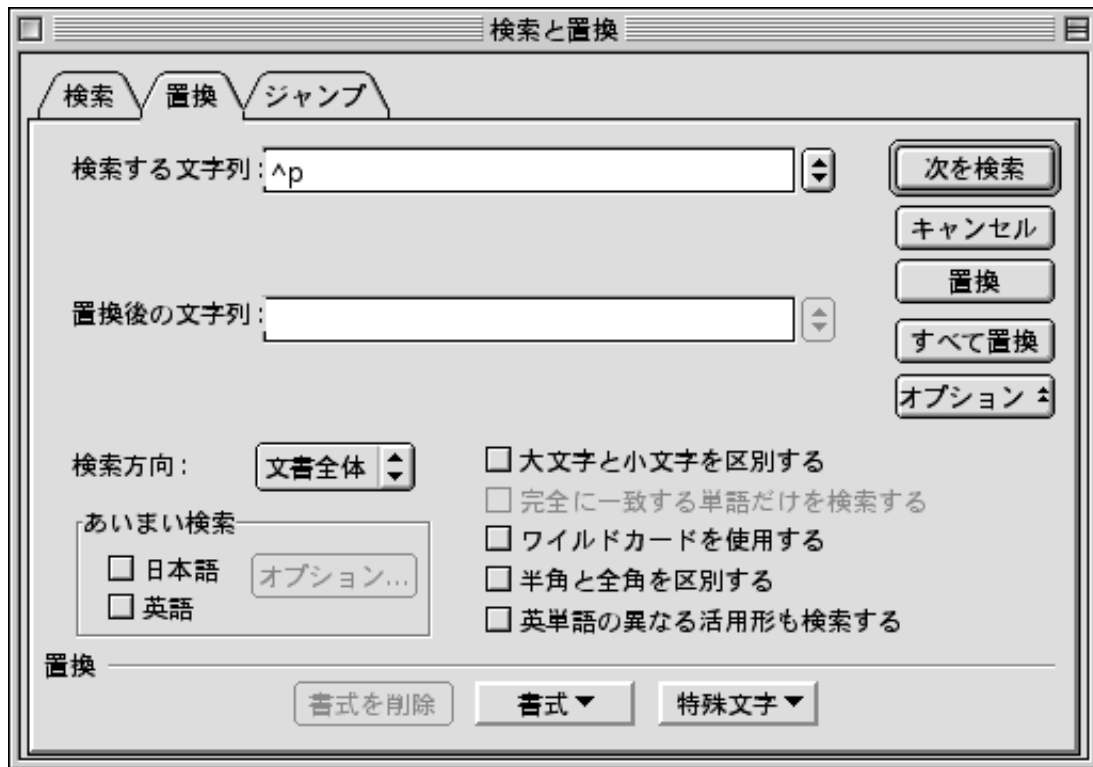 検索と置換
検索 置換 ジャンプ
検索する文字列: ^p
次を検索
キャンセル
置換
置換後の文字列:
すべて置換
オプション
検索方向: 文書全体
大文字と小文字を区別する
完全に一致する単語だけを検索する
ワイルドカードを使用する
半角と全角を区別する
英単語の異なる活用形も検索する
あいまい検索
日本語 オプション...
英語
置換
書式を削除 書式▼ 特殊文字▼